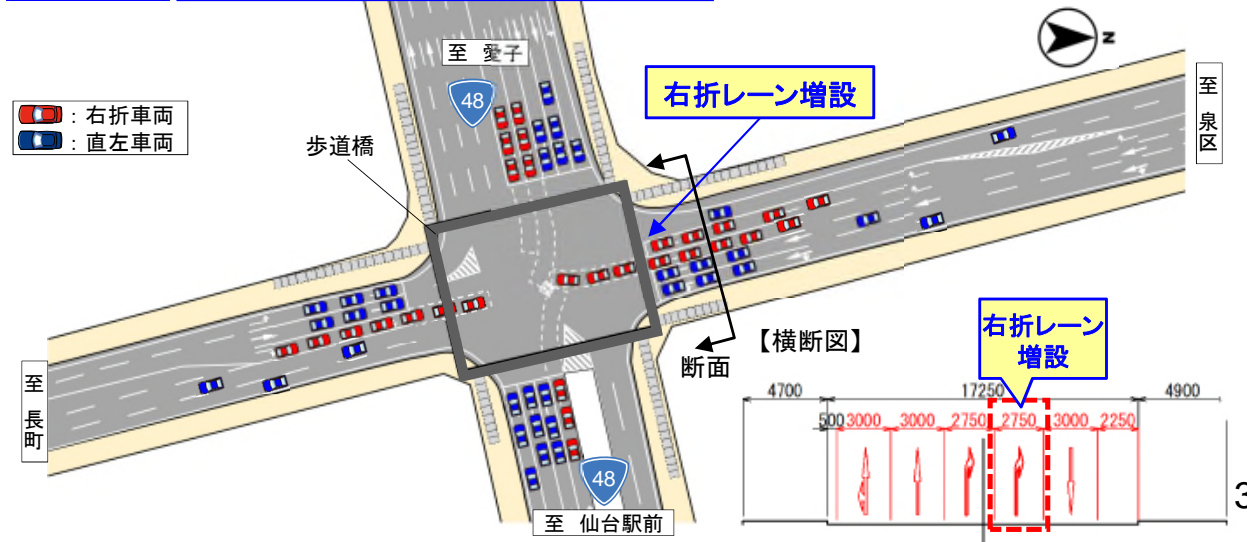 至 愛子
N
48
右折レーン増設
至 泉区
：右折車両
：直左車両
歩道橋
断面
【横断図】
右折レーン
増設
至 長町
4700
17250
4900
500
3000
3000
2750
2750
3000
2250
48
至 仙台駅前